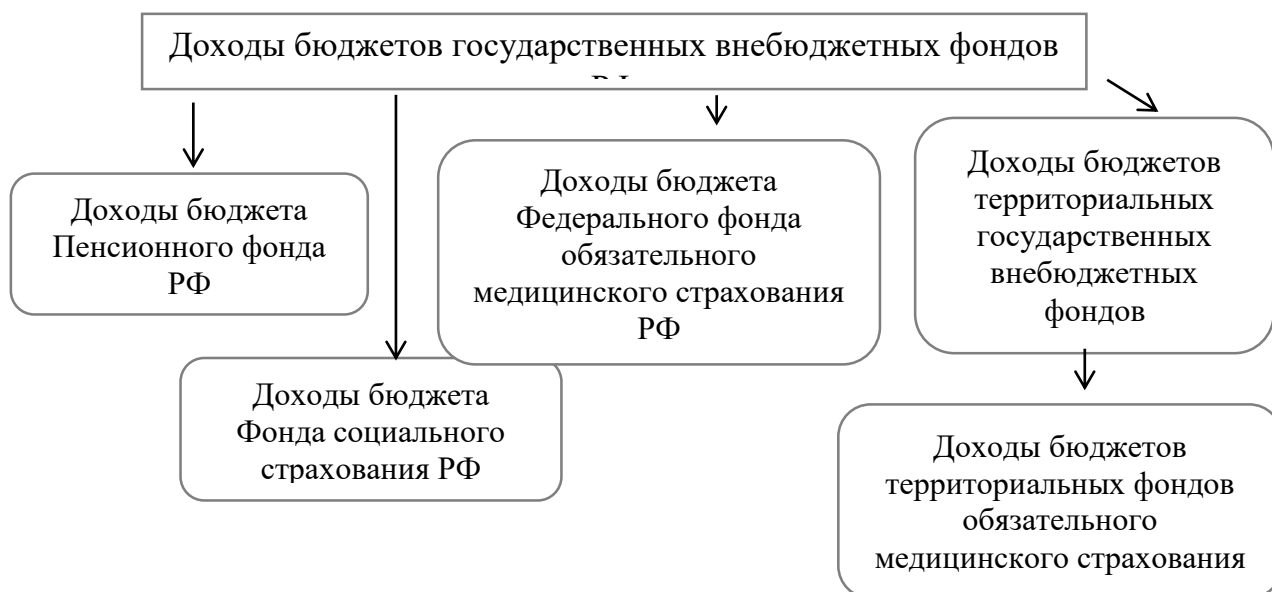 Доходы бюджетов государственных внебюджетных фондов
Доходы бюджета
Пенсионного фонда
РФ
Доходы бюджета
Фонда социального
страхования РФ
Доходы бюджета
Федерального фонда
обязательного
медицинского страхования
РФ
Доходы бюджетов
территориальных
государственных
внебюджетных
фондов
Доходы бюджетов
территориальных фондов
обязательного
медицинского страхования